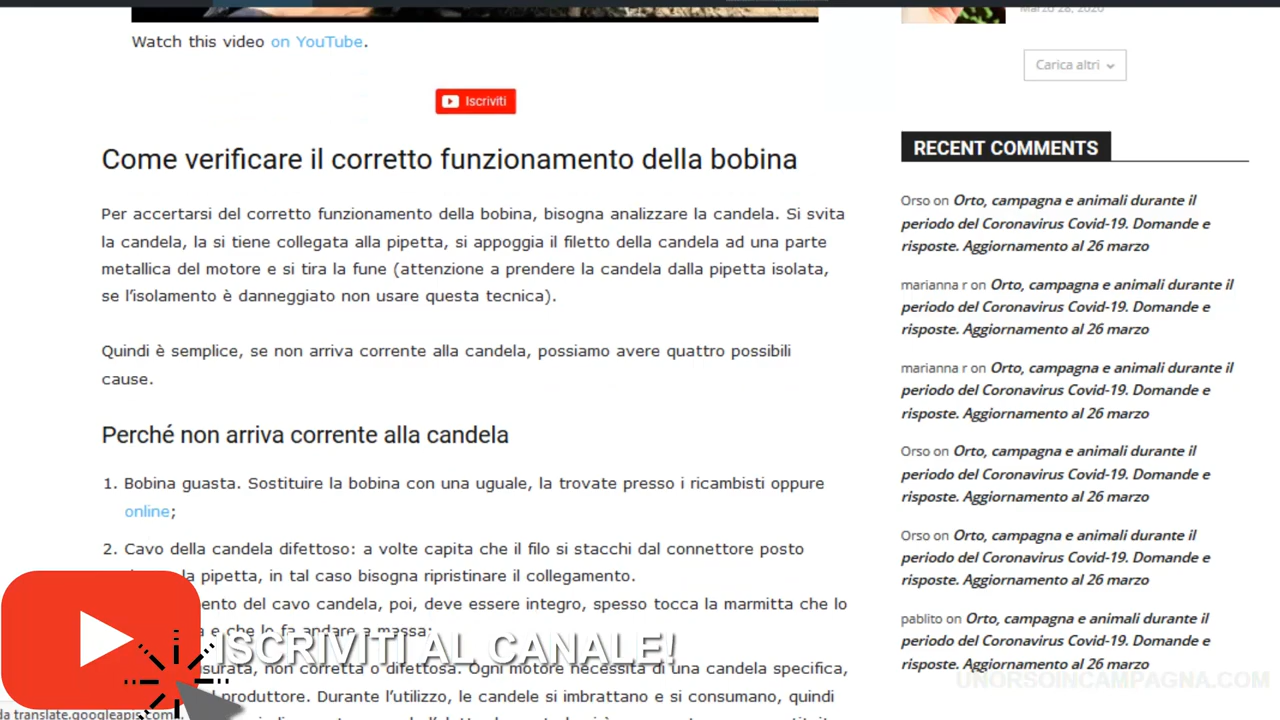 Marzo 28, 2020
Watch this video on YouTube.
Carica altri
Iscriviti
Come verificare il corretto funzionamento della bobina
Per accertarsi del corretto funzionamento della bobina, bisogna analizzare la candela. Si svita
la candela, la si tiene collegata alla pipetta, si appoggia il filetto della candela ad una parte
metallica del motore e si tira la fune (attenzione a prendere la candela dalla pipetta isolata,
se l'isolamento è danneggiato non usare questa tecnica).
Quindi è semplice, se non arriva corrente alla candela, possiamo avere quattro possibili
cause.
Perché non arriva corrente alla candela
1. Bobina guasta. Sostituire la bobina con una uguale, la trovate presso i ricambisti oppure
online;
2. Cavo della candela difettoso: a volte capita che il filo si stacchi dal connettore posto
la pipetta, in tal caso bisogna ripristinare il collegamento.
del cavo candela, poi, deve essere integro, spesso tocca la marmitta che lo
e che lo fa andare a massa;
non corretta o difettosa. Ogni motore necessita di una candela specifica,
produttore. Durante l'utilizzo, le candele si imbrattano e si consumano, quindi
ISCRIVITI AL CANALE!
da translate.googleapis.com
RECENT COMMENTS
Orso on Orto, campagna e animali durante il
periodo del Coronavirus Covid-19. Domande e
risposte. Aggiornamento al 26 marzo
marianna r on Orto, campagna e animali durante il
periodo del Coronavirus Covid-19. Domande e
risposte. Aggiornamento al 26 marzo
marianna r on Orto, campagna e animali durante il
periodo del Coronavirus Covid-19. Domande e
risposte. Aggiornamento al 26 marzo
Orso on Orto, campagna e animali durante il
periodo del Coronavirus Covid-19. Domande e
risposte. Aggiornamento al 26 marzo
Orso on Orto, campagna e animali durante il
periodo del Coronavirus Covid-19. Domande e
risposte. Aggiornamento al 26 marzo
pablito on Orto, campagna e animali durante il
periodo del Coronavirus Covid-19. Domande e
risposte. Aggiornamento al 26 marzo
UNORSOINCAMPAGNA.COM